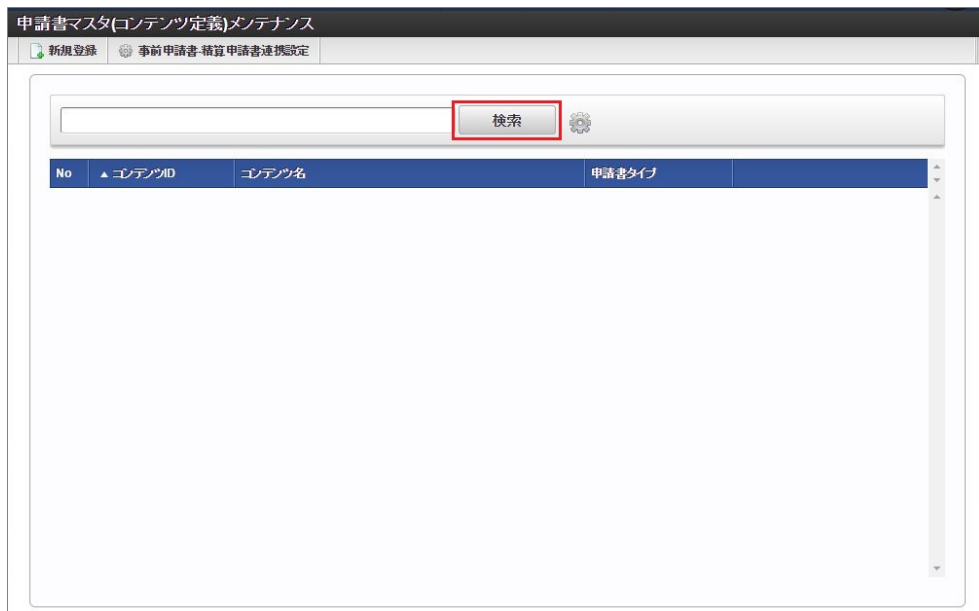 申請書マスタ(コンテンツ定義)メンテナンス
新規登録 事前申請書-精算申請書連携設定
検索
No ▲ コンテンツID コンテンツ名 申請書タイプ